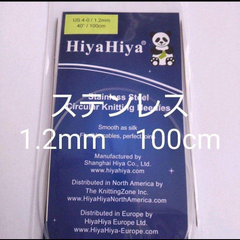 US 4.0 / 1.2mm
40" / 100cm
HiyaHiya®
Stainless Steel
Circular Knitting Needles
ステンレス
Smooth as silk
1.2mm 100cm
Manufactured by
Shanghai Hiya Co., Ltd.
www.hiyahiya.com
Distributed in North America by
The KnittingZone Inc.
www.HiyaHiyaNorthAmerica.com
Distributed in Europe by
HiyaHiya Europe Ltd.
www.HiyaHiya-Europe.com